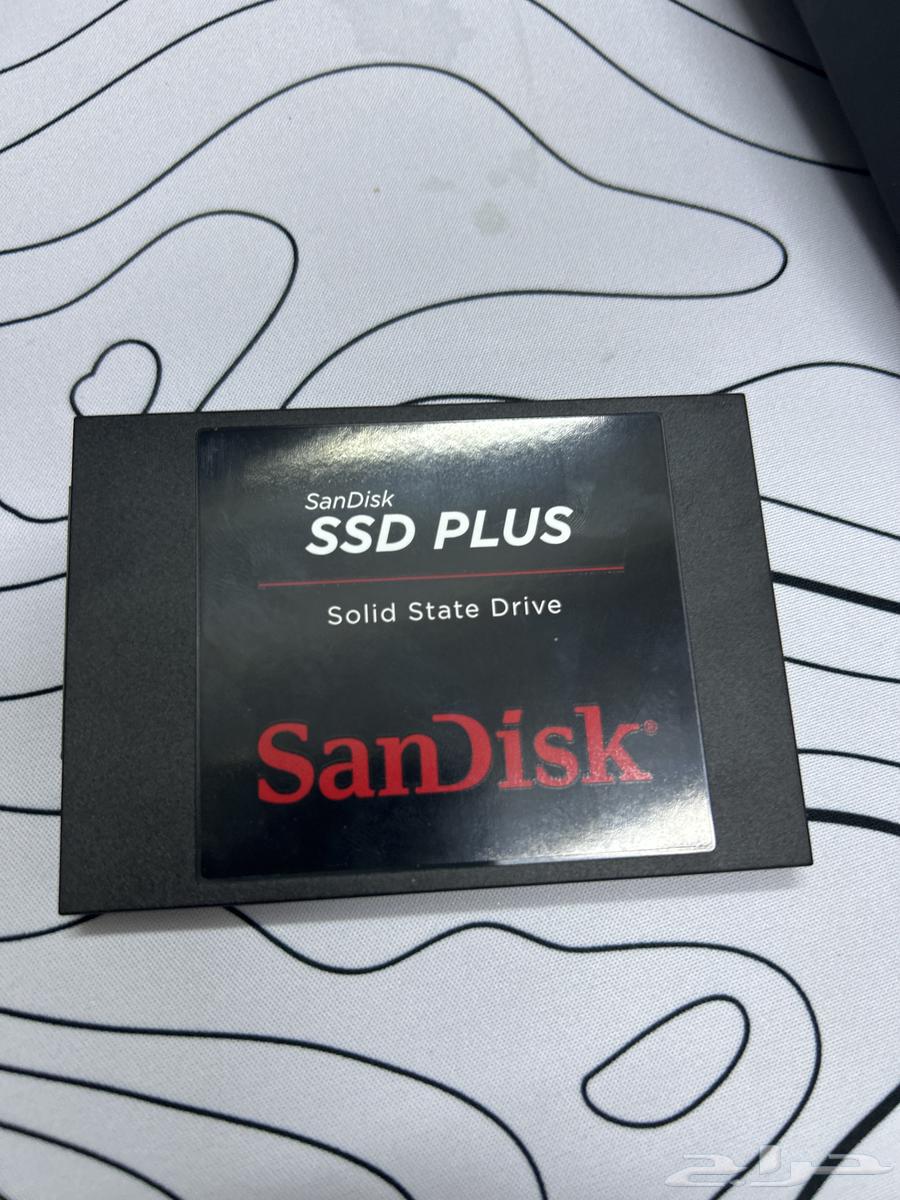 SanDisk
SSD PLUS
Solid State Drive
SanDisk®
حراج